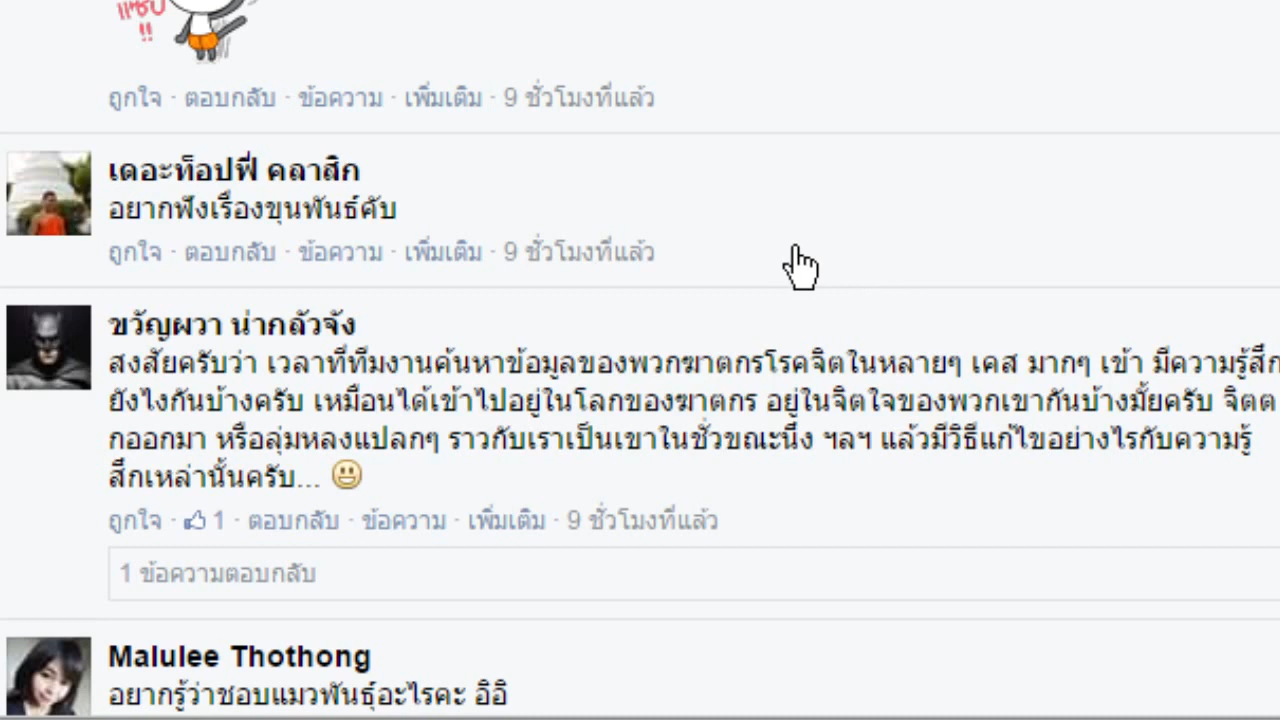 แซ่บ
!!
ถูกใจ · ตอบกลับ · ข้อความ · เพิ่มเติม · 9 ชั่วโมงที่แล้ว
เดอะท็อปฟี่ คลาสิก
อยากฟังเรื่องขุนพันธ์คับ
ถูกใจ · ตอบกลับ · ข้อความ · เพิ่มเติม · 9 ชั่วโมงที่แล้ว
ขวัญผวา น่ากลัวจัง
สงสัยครับว่า เวลาที่ทีมงานค้นหาข้อมูลของพวกฆาตกรโรคจิตในหลายๆ เคส มากๆ เข้า มีความรู้สึก
ยังไงกันบ้างครับ เหมือนได้เข้าไปอยู่ในโลกของฆาตกร อยู่ในจิตใจของพวกเขากันบ้างมั้ยครับ จิตต
กออกมา หรือลุ่มหลงแปลกๆ ราวกับเราเป็นเขาในชั่วขณะนึง ฯลฯ แล้วมีวิธีแก้ไขอย่างไรกับความรู้
สึกเหล่านั้นครับ... 😃
ถูกใจ · 1 · ตอบกลับ · ข้อความ · เพิ่มเติม · 9 ชั่วโมงที่แล้ว
1 ข้อความตอบกลับ
Malulee Thothong
อยากรู้ว่าชอบแมวพันธุ์อะไรคะ อิอิ